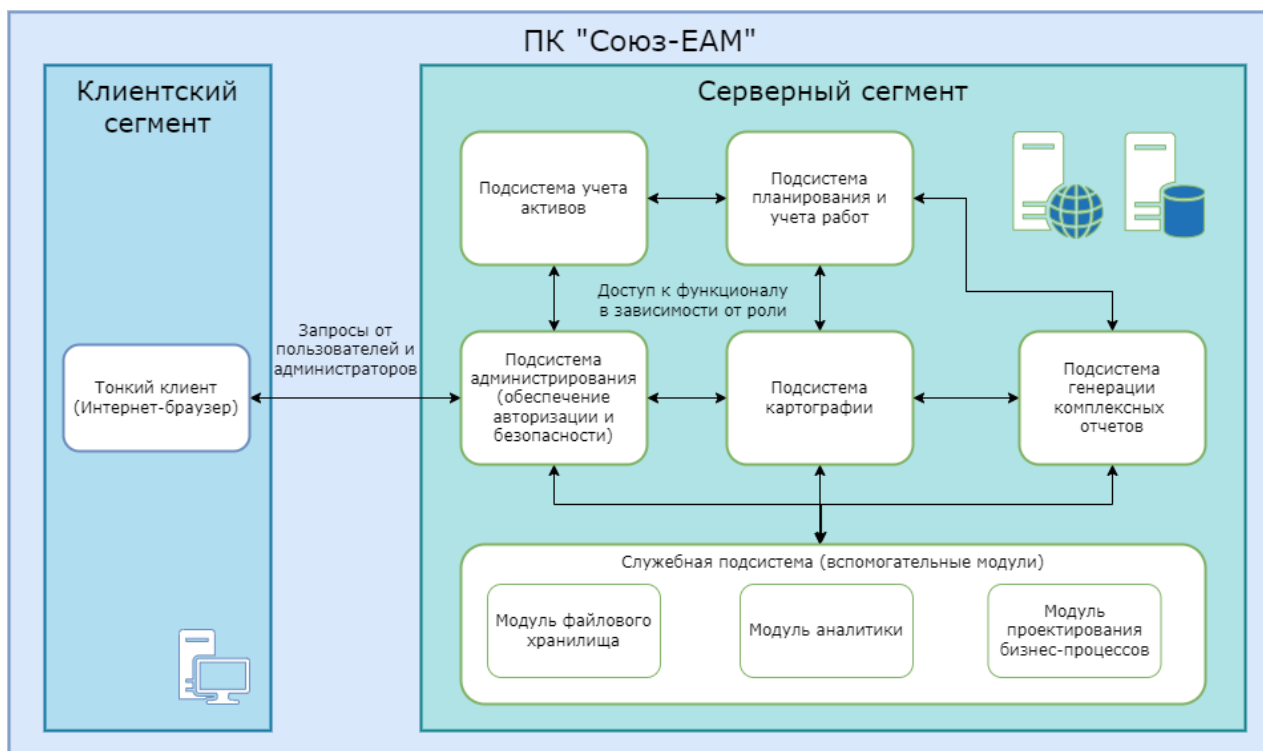 ПК "Союз-ЕАМ"
Клиентский
сегмент
Серверный сегмент
Подсистема учета
активов
Подсистема
планирования и
учета работ
Доступ к функционалу
в зависимости от роли
Запросы от
пользователей и
администраторов
Тонкий клиент
(Интернет-браузер)
Подсистема
администрирования
(обеспечение
авторизации и
безопасности)
Подсистема
картографии
Подсистема
генерации
комплексных
отчетов
Служебная подсистема (вспомогательные модули)
Модуль файлового
хранилища
Модуль аналитики
Модуль
проектирования
бизнес-процессов